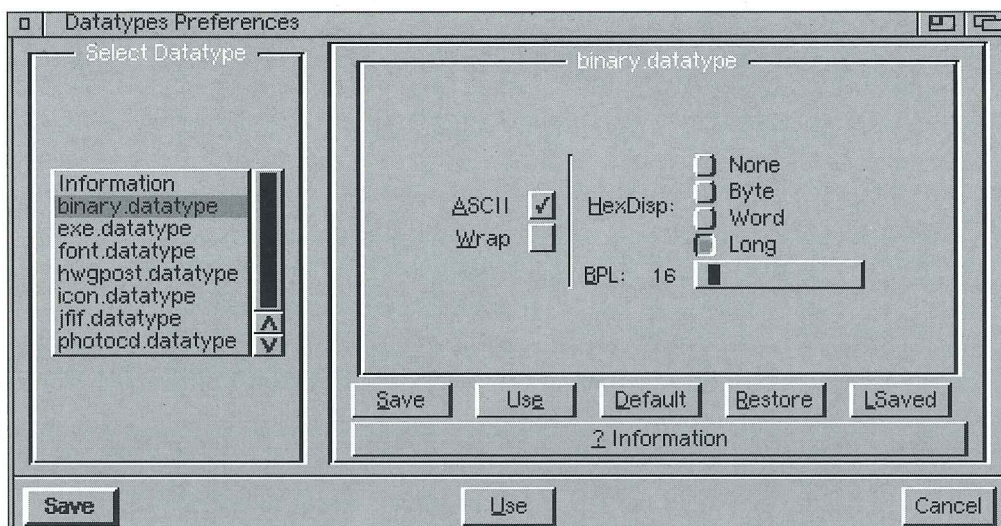 Datatypes Preferences
Select Datatype
Information
binary.datatype
exe.datatype
font.datatype
hwgpost.datatype
icon.datatype
jfif.datatype
photocd.datatype
binary.datatype
ASCII
Wrap
HexDisp:
None
Byte
Word
Long
BPL: 16
Save Use Default Restore LSaved
? Information
Save Use Cancel